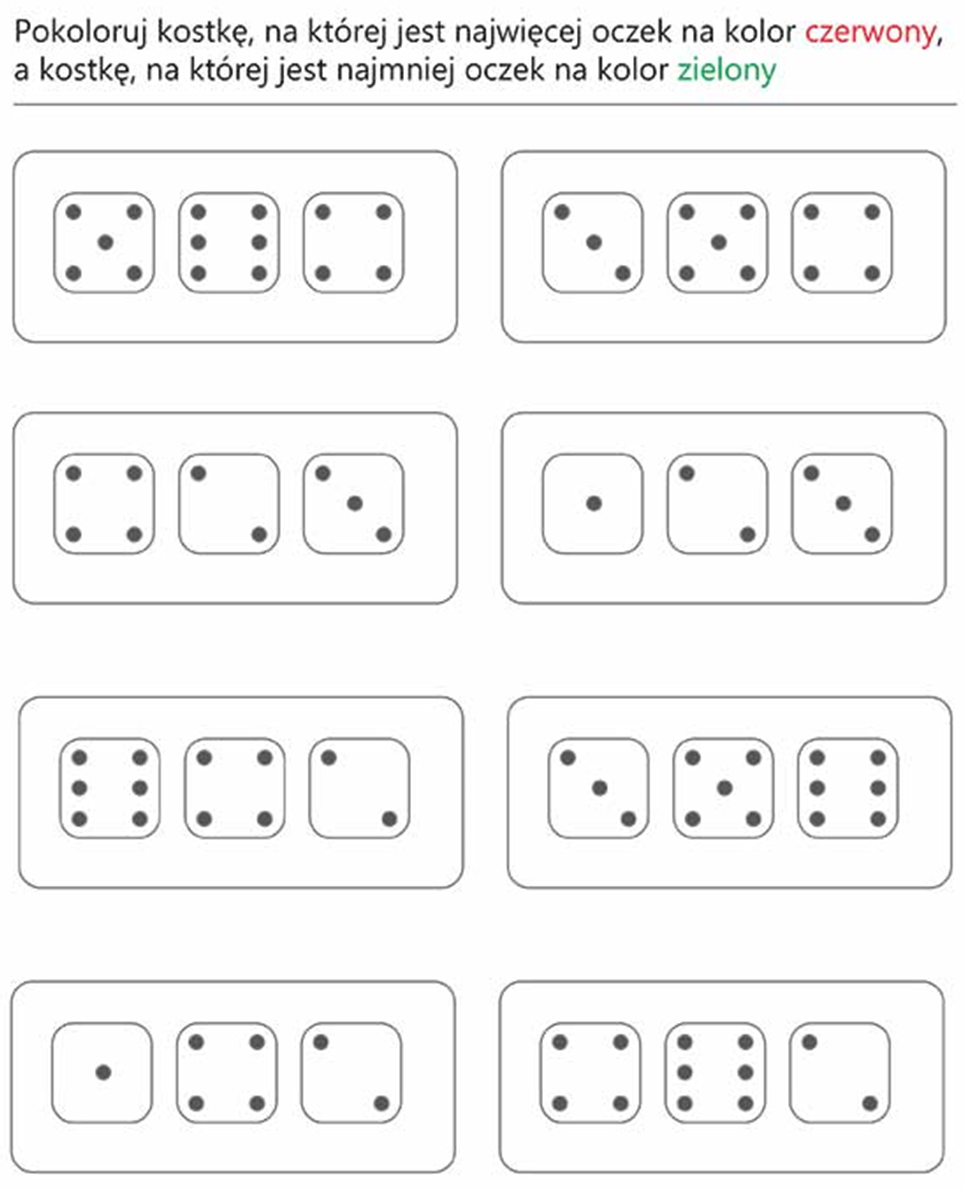 Pokoloruj kostkę, na której jest najwięcej oczek na kolor czerwony,
a kostkę, na której jest najmniej oczek na kolor zielony